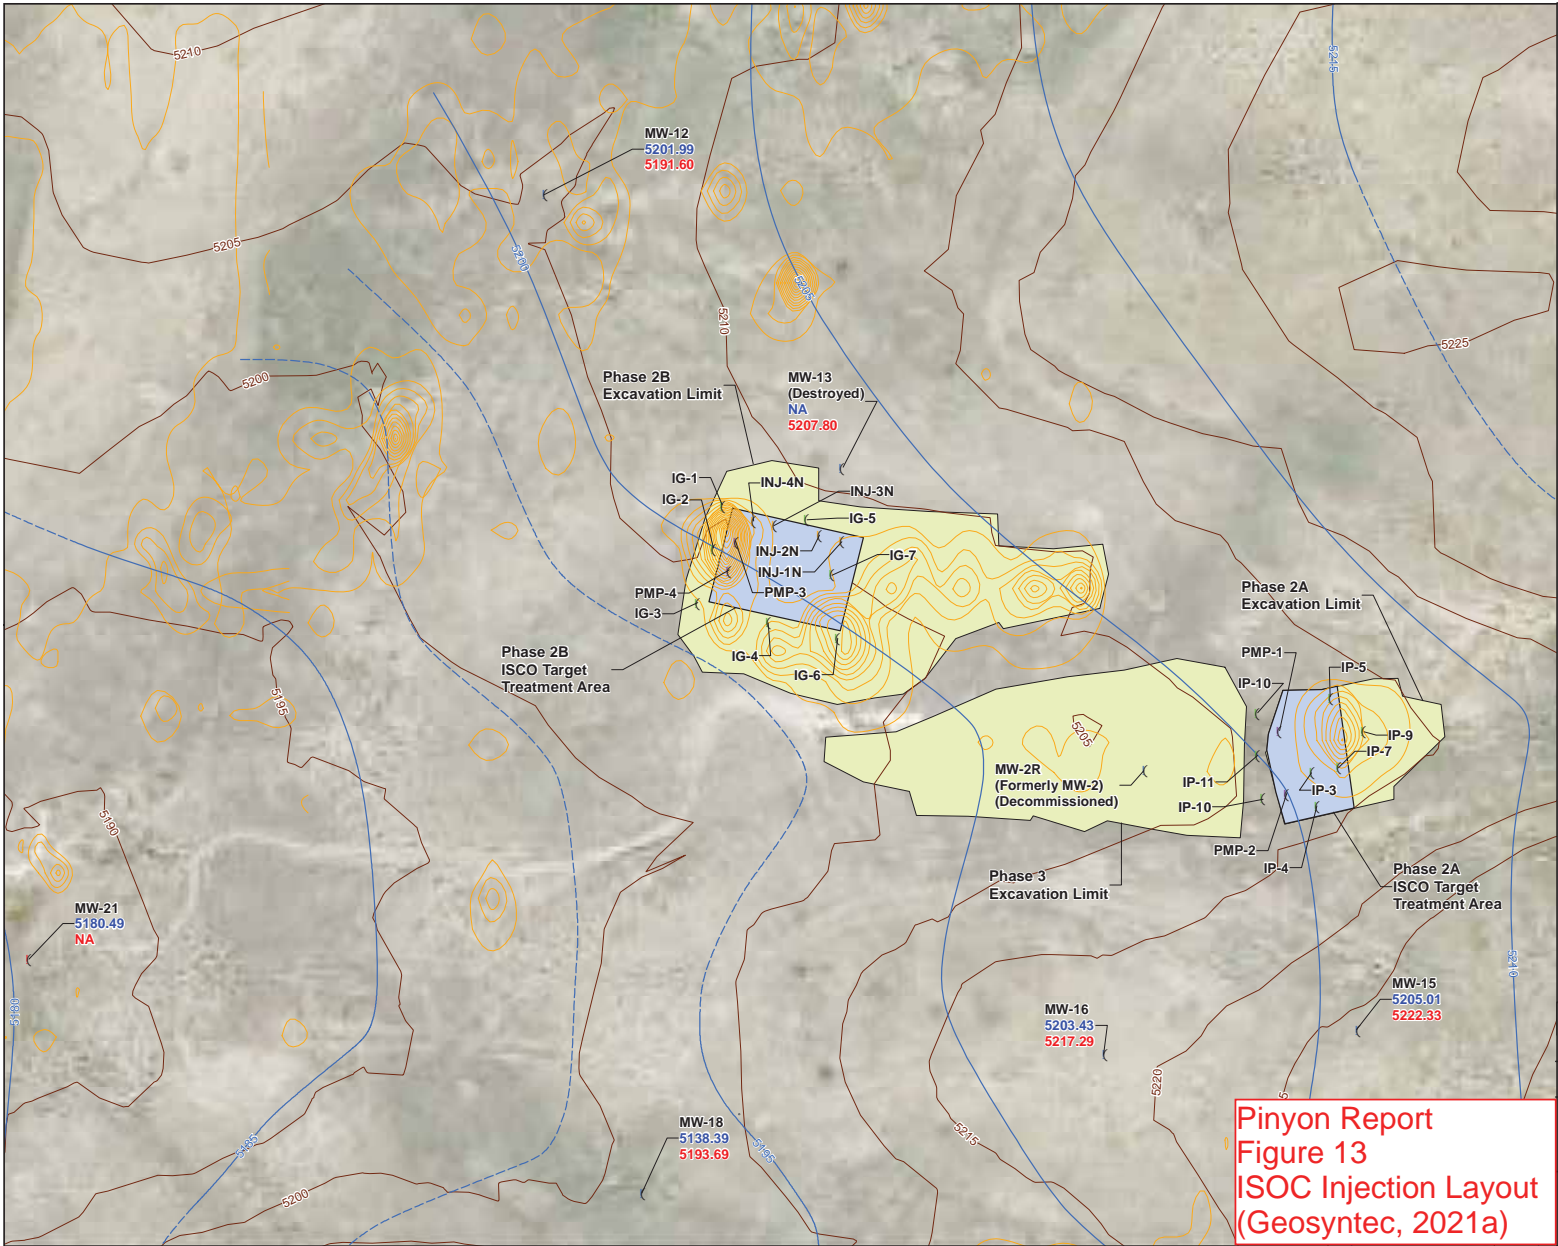 5210
5215
MW-12
5201.99
5191.60
5205
5200
5205
5210
5225
5200
Phase 2B
Excavation Limit
MW-13
(Destroyed)
NA
5207.80
IG-1
INJ-4N
INJ-3N
IG-2
IG-5
INJ-2N
IG-7
INJ-1N
PMP-4
PMP-3
IG-3
Phase 2A
Excavation Limit
Phase 2B
ISCO Target
Treatment Area
IG-4
IG-6
PMP-1
IP-5
IP-10
5195
5205
IP-9
IP-7
MW-2R
(Formerly MW-2)
(Decommissioned)
IP-11
IP-3
IP-10
5190
PMP-2
IP-4
Phase 3
Excavation Limit
Phase 2A
ISCO Target
Treatment Area
MW-21
5180.49
NA
5210
MW-15
5205.01
5222.33
5180
MW-16
5203.43
5217.29
5220
5
MW-18
5138.39
5193.69
5215
5185
5195
5200
Pinyon Report
Figure 13
ISOC Injection Layout
(Geosyntec, 2021a)